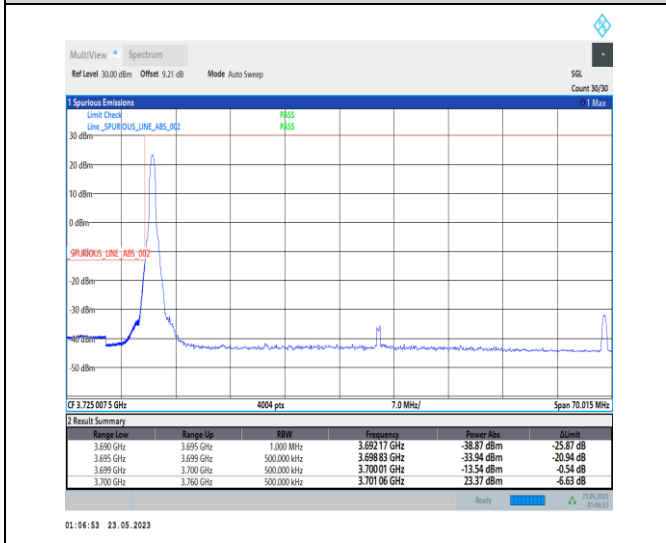 MultiView Spectrum
Ref Level 30.00 dBm Offset 9.21 dB Mode Auto Sweep SGL
Count 30/30
1 Spurious Emissions 1 Max
Limit Check PASS
Line _SPURIOUS_LINE_ABS_002 PASS
30 dBm
20 dBm
10 dBm
0 dBm
_SPURIOUS_LINE_ABS_002
-20 dBm
-30 dBm
-40 dBm
-50 dBm
CF 3.725 007 5 GHz 4004 pts 7.0 MHz/ Span 70.015 MHz
2 Result Summary
Range Low Range Up RBW Frequency Power Abs ΔLimit
3.690 GHz 3.695 GHz 1.000 MHz 3.692 17 GHz -38.87 dBm -25.87 dB
3.695 GHz 3.699 GHz 500.000 kHz 3.698 83 GHz -33.94 dBm -20.94 dB
3.699 GHz 3.700 GHz 500.000 kHz 3.700 01 GHz -13.54 dBm -0.54 dB
3.700 GHz 3.760 GHz 500.000 kHz 3.701 06 GHz 23.37 dBm -6.63 dB
Ready 23.05.2023
01:06:53
01:06:53 23.05.2023